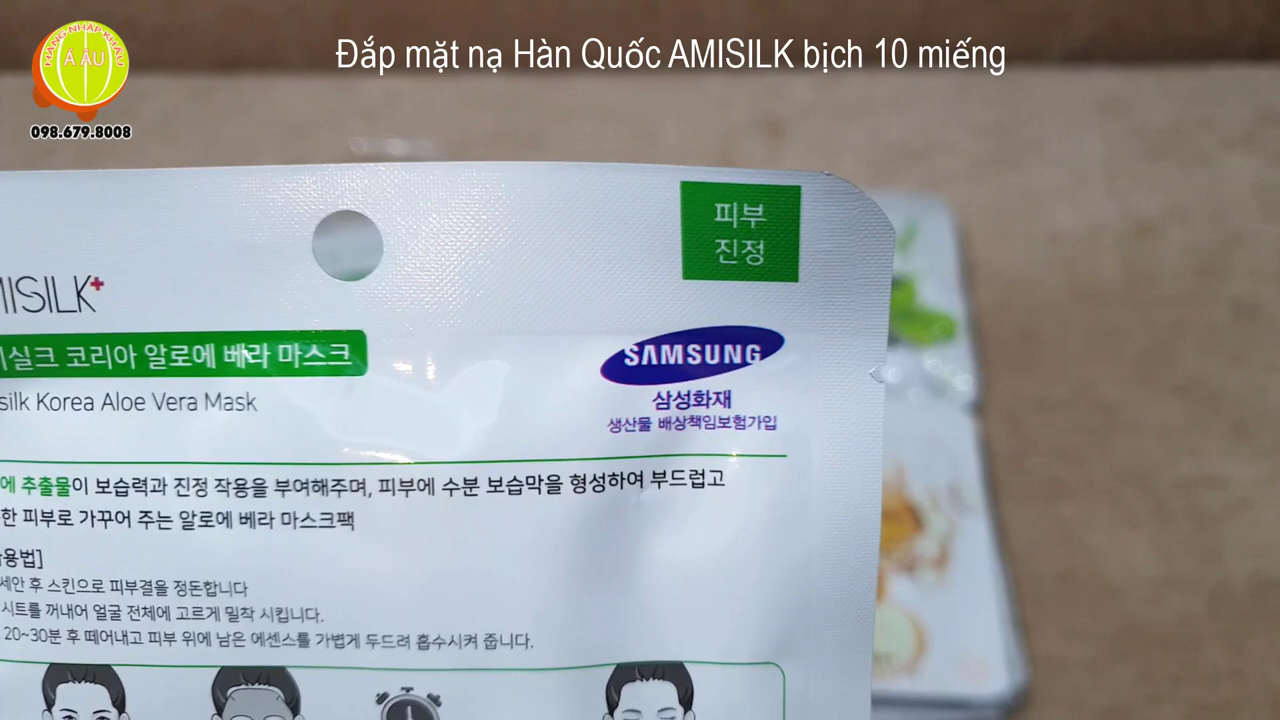 HÀNG NHẬP KHẨU
Á ÂU
098.679.8008
Đắp mặt nạ Hàn Quốc AMISILK bịch 10 miếng
피부
진정
MISILK+
실크 코리아 알로에 베라 마스크
silk Korea Aloe Vera Mask
SAMSUNG
삼성화재
생산물 배상책임보험가입
에 추출물이 보습력과 진정 작용을 부여해주며, 피부에 수분 보습막을 형성하여 부드럽고
한 피부로 가꾸어 주는 알로에 베라 마스크팩
용법]
세안 후 스킨으로 피부결을 정돈합니다
시트를 꺼내어 얼굴 전체에 고르게 밀착 시킵니다.
20~30분 후 떼어내고 피부 위에 남은 에센스를 가볍게 두드려 흡수시켜 줍니다.